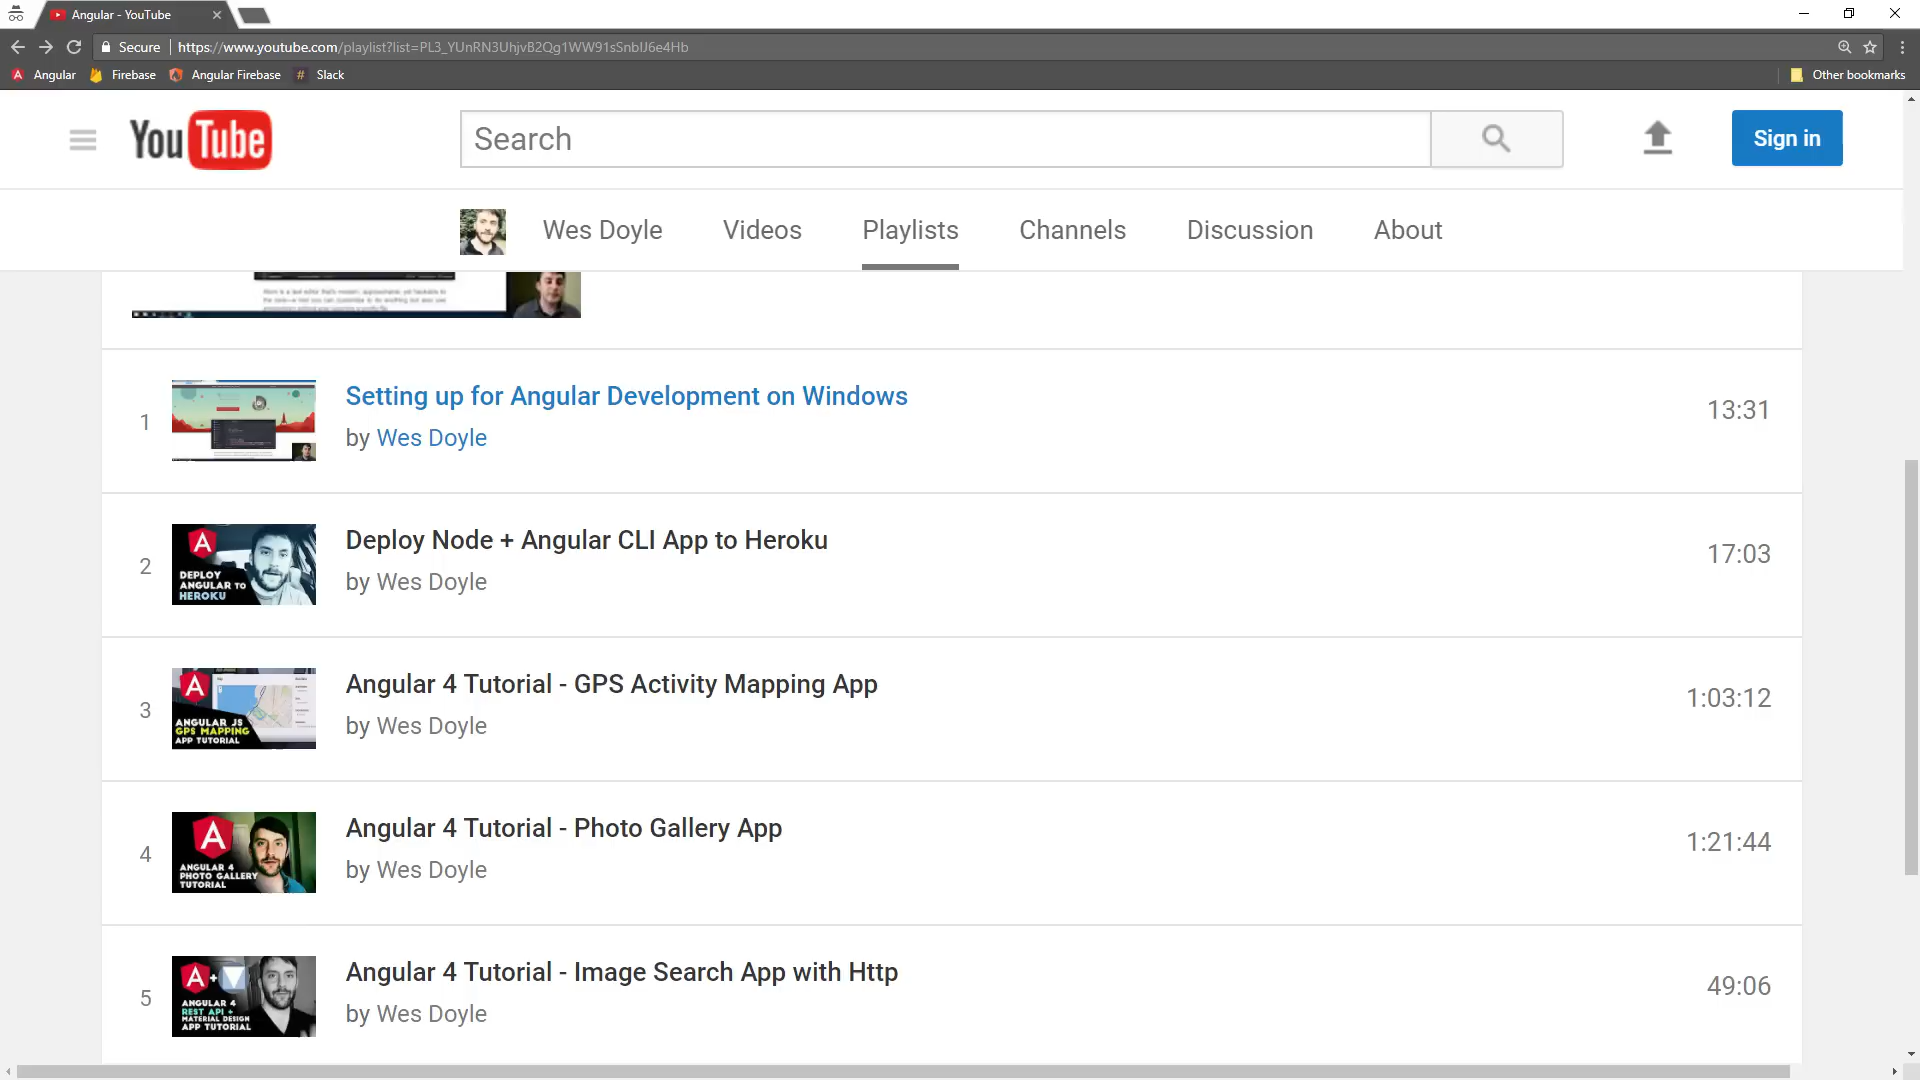 Angular - YouTube
Secure https://www.youtube.com/playlist?list=PL3_YUnRN3UhjvB2Qg1WW91sSnbIJ6e4Hb
Angular Firebase Angular Firebase # Slack Other bookmarks
YouTube Search Sign in
Wes Doyle Videos Playlists Channels Discussion About
1 Setting up for Angular Development on Windows 13:31
by Wes Doyle
2 Deploy Node + Angular CLI App to Heroku 17:03
by Wes Doyle
DEPLOY
ANGULAR TO
HEROKU
3 Angular 4 Tutorial - GPS Activity Mapping App 1:03:12
by Wes Doyle
ANGULAR JS
GPS MAPPING
APP TUTORIAL
4 Angular 4 Tutorial - Photo Gallery App 1:21:44
by Wes Doyle
ANGULAR 4
PHOTO GALLERY
TUTORIAL
5 Angular 4 Tutorial - Image Search App with Http 49:06
by Wes Doyle
ANGULAR 4
REST API +
MATERIAL DESIGN
APP TUTORIAL